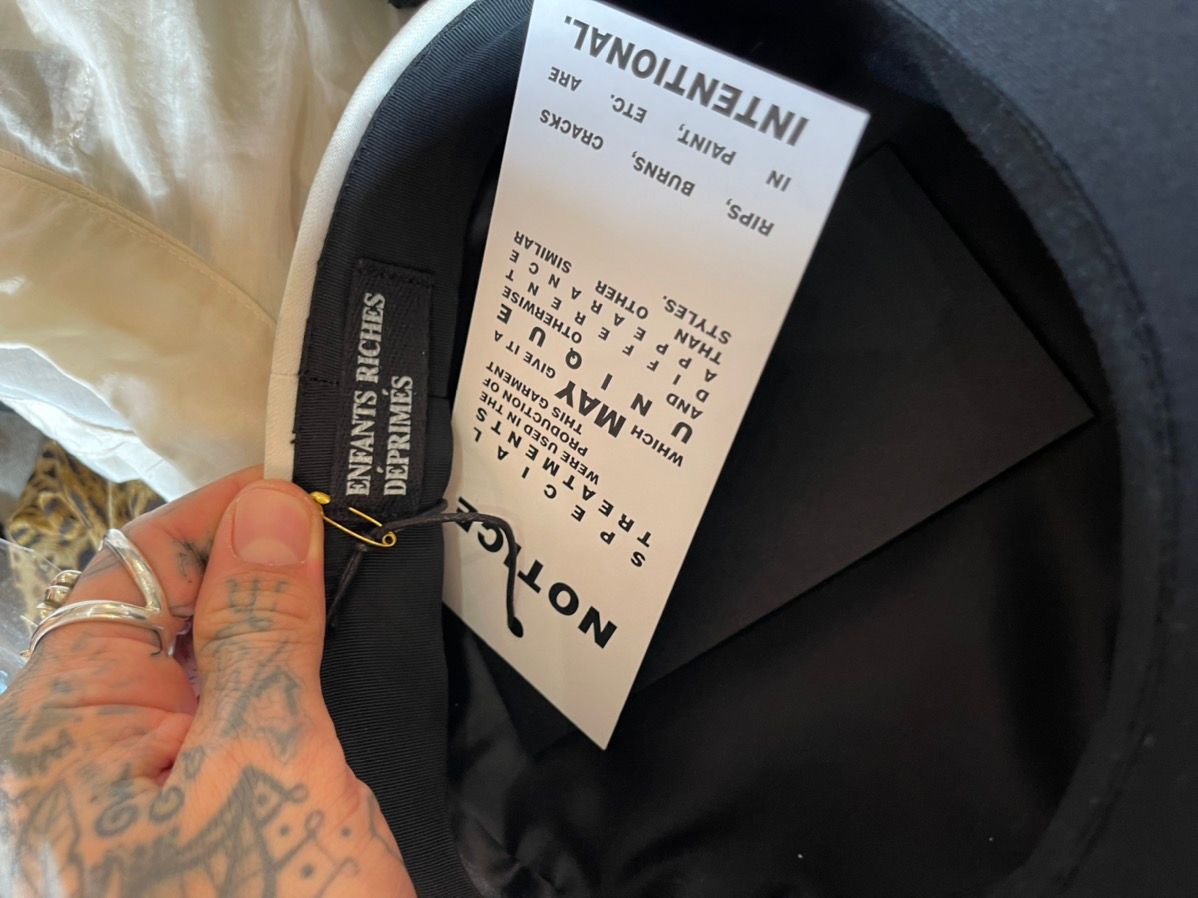 ENFANTS RICHES
DÉPRIMÉS
NOTICE
SPECIAL
TREATMENTS
WERE USED IN THE
PRODUCTION OF
THIS GARMENT
WHICH MAY GIVE IT A
UNIQUE
AND OTHERWISE
DIFFERENT
APPEARANCE
THAN OTHER SIMILAR
STYLES.
RIPS, BURNS, CRACKS
IN PAINT, ETC. ARE
INTENTIONAL.